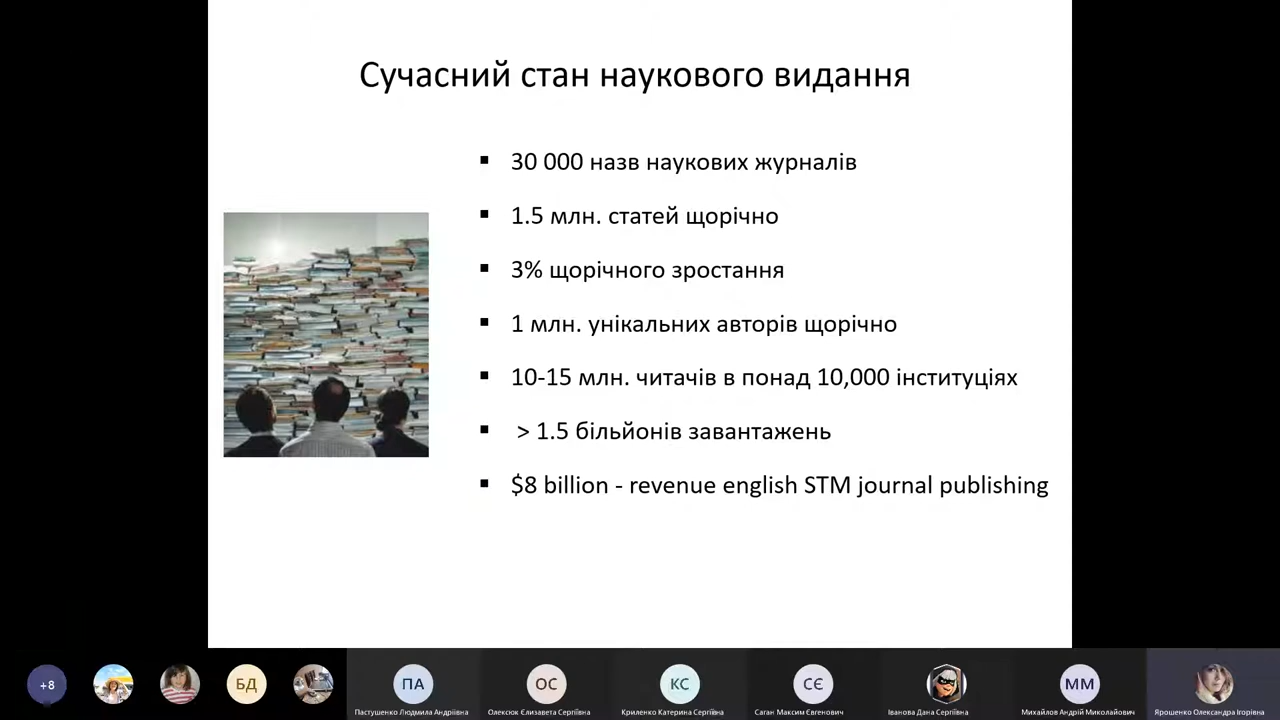 Сучасний стан наукового видання
30 000 назв наукових журналів
1.5 млн. статей щорічно
3% щорічного зростання
1 млн. унікальних авторів щорічно
10-15 млн. читачів в понад 10,000 інституціях
> 1.5 більйонів завантажень
$8 billion - revenue english STM journal publishing
+8
БД
ПА
ОС
КС
СЄ
ММ
Пастушенко Людмила Андріївна
Олексюк Єлизавета Сергіївна
Криленко Катерина Сергіївна
Саган Максим Євгенович
Іванова Дана Сергіївна
Михайлов Андрій Миколайович
Ярошенко Олександра Ігорівна